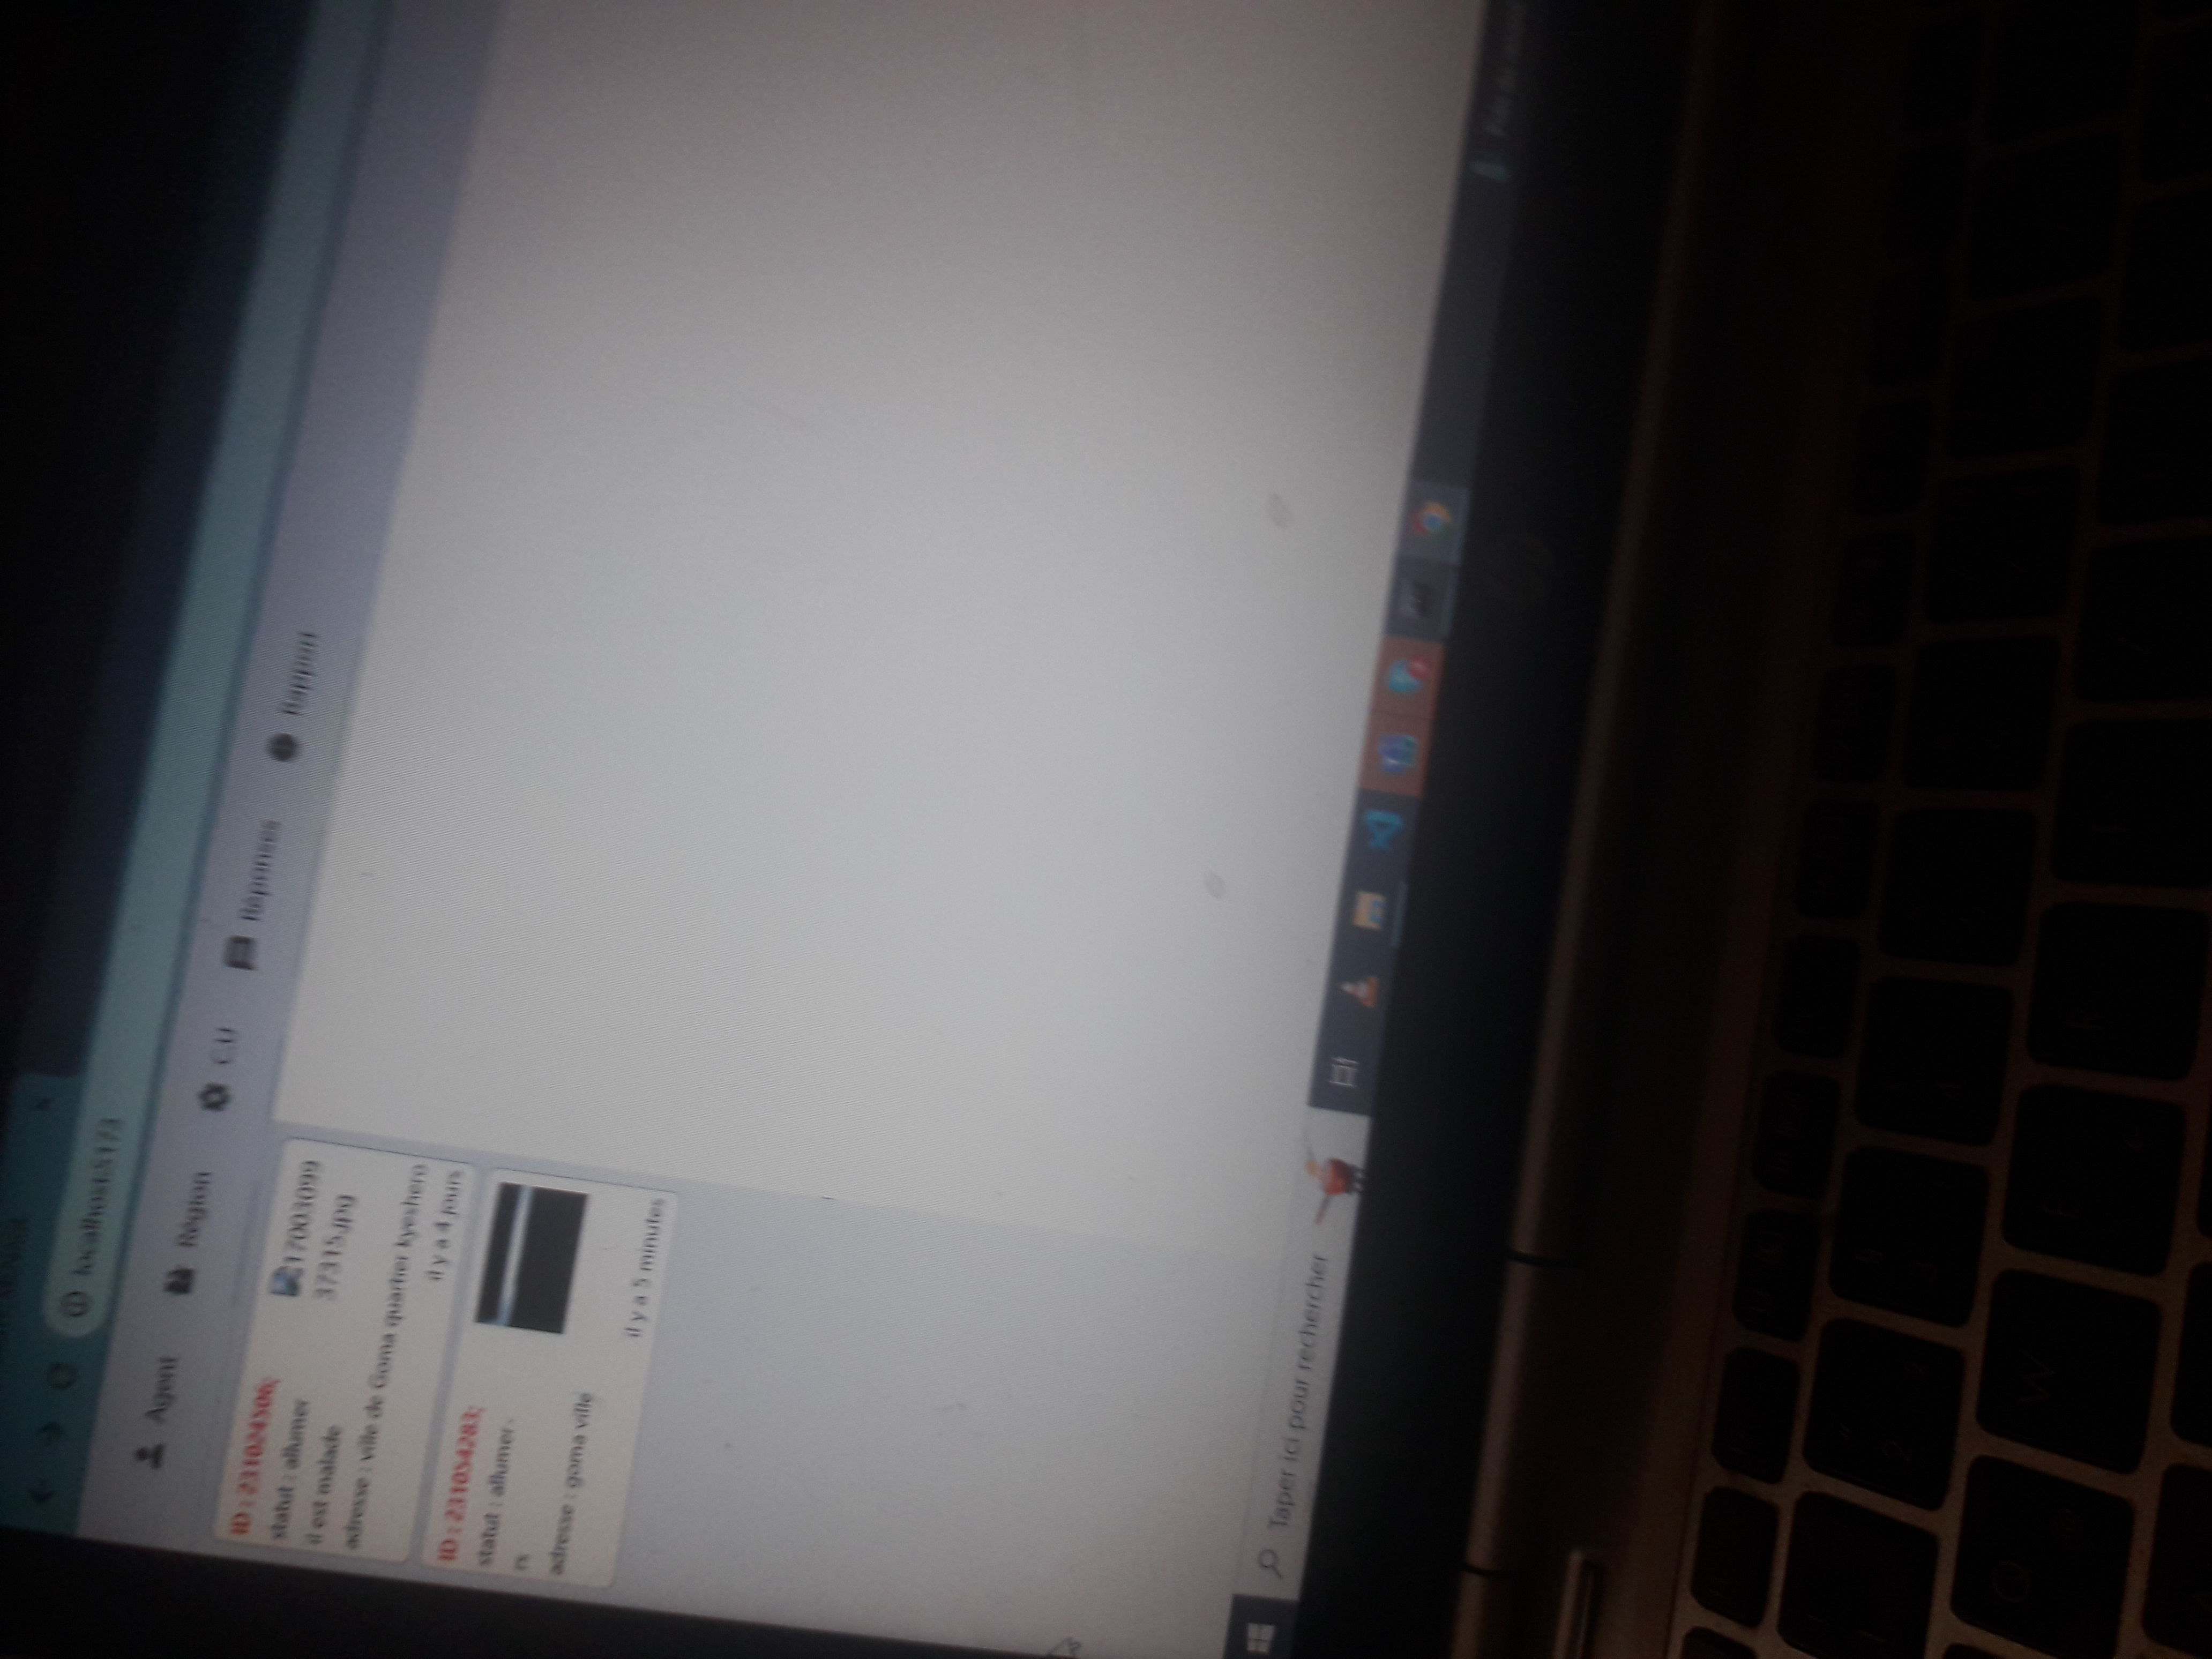 localhost:5173
Agent
Région
C.U
Réponses
Rapport
ID : 231024506;
statut : allumer
il est malade
adresse : ville de Goma quartier kyeshero
il y a 4 jours
17003099
37315.jpg
ID : 231054283;
statut : allumer
rs
adresse : goma ville
il y a 5 minutes
Taper ici pour rechercher
2
Q
W
E
R